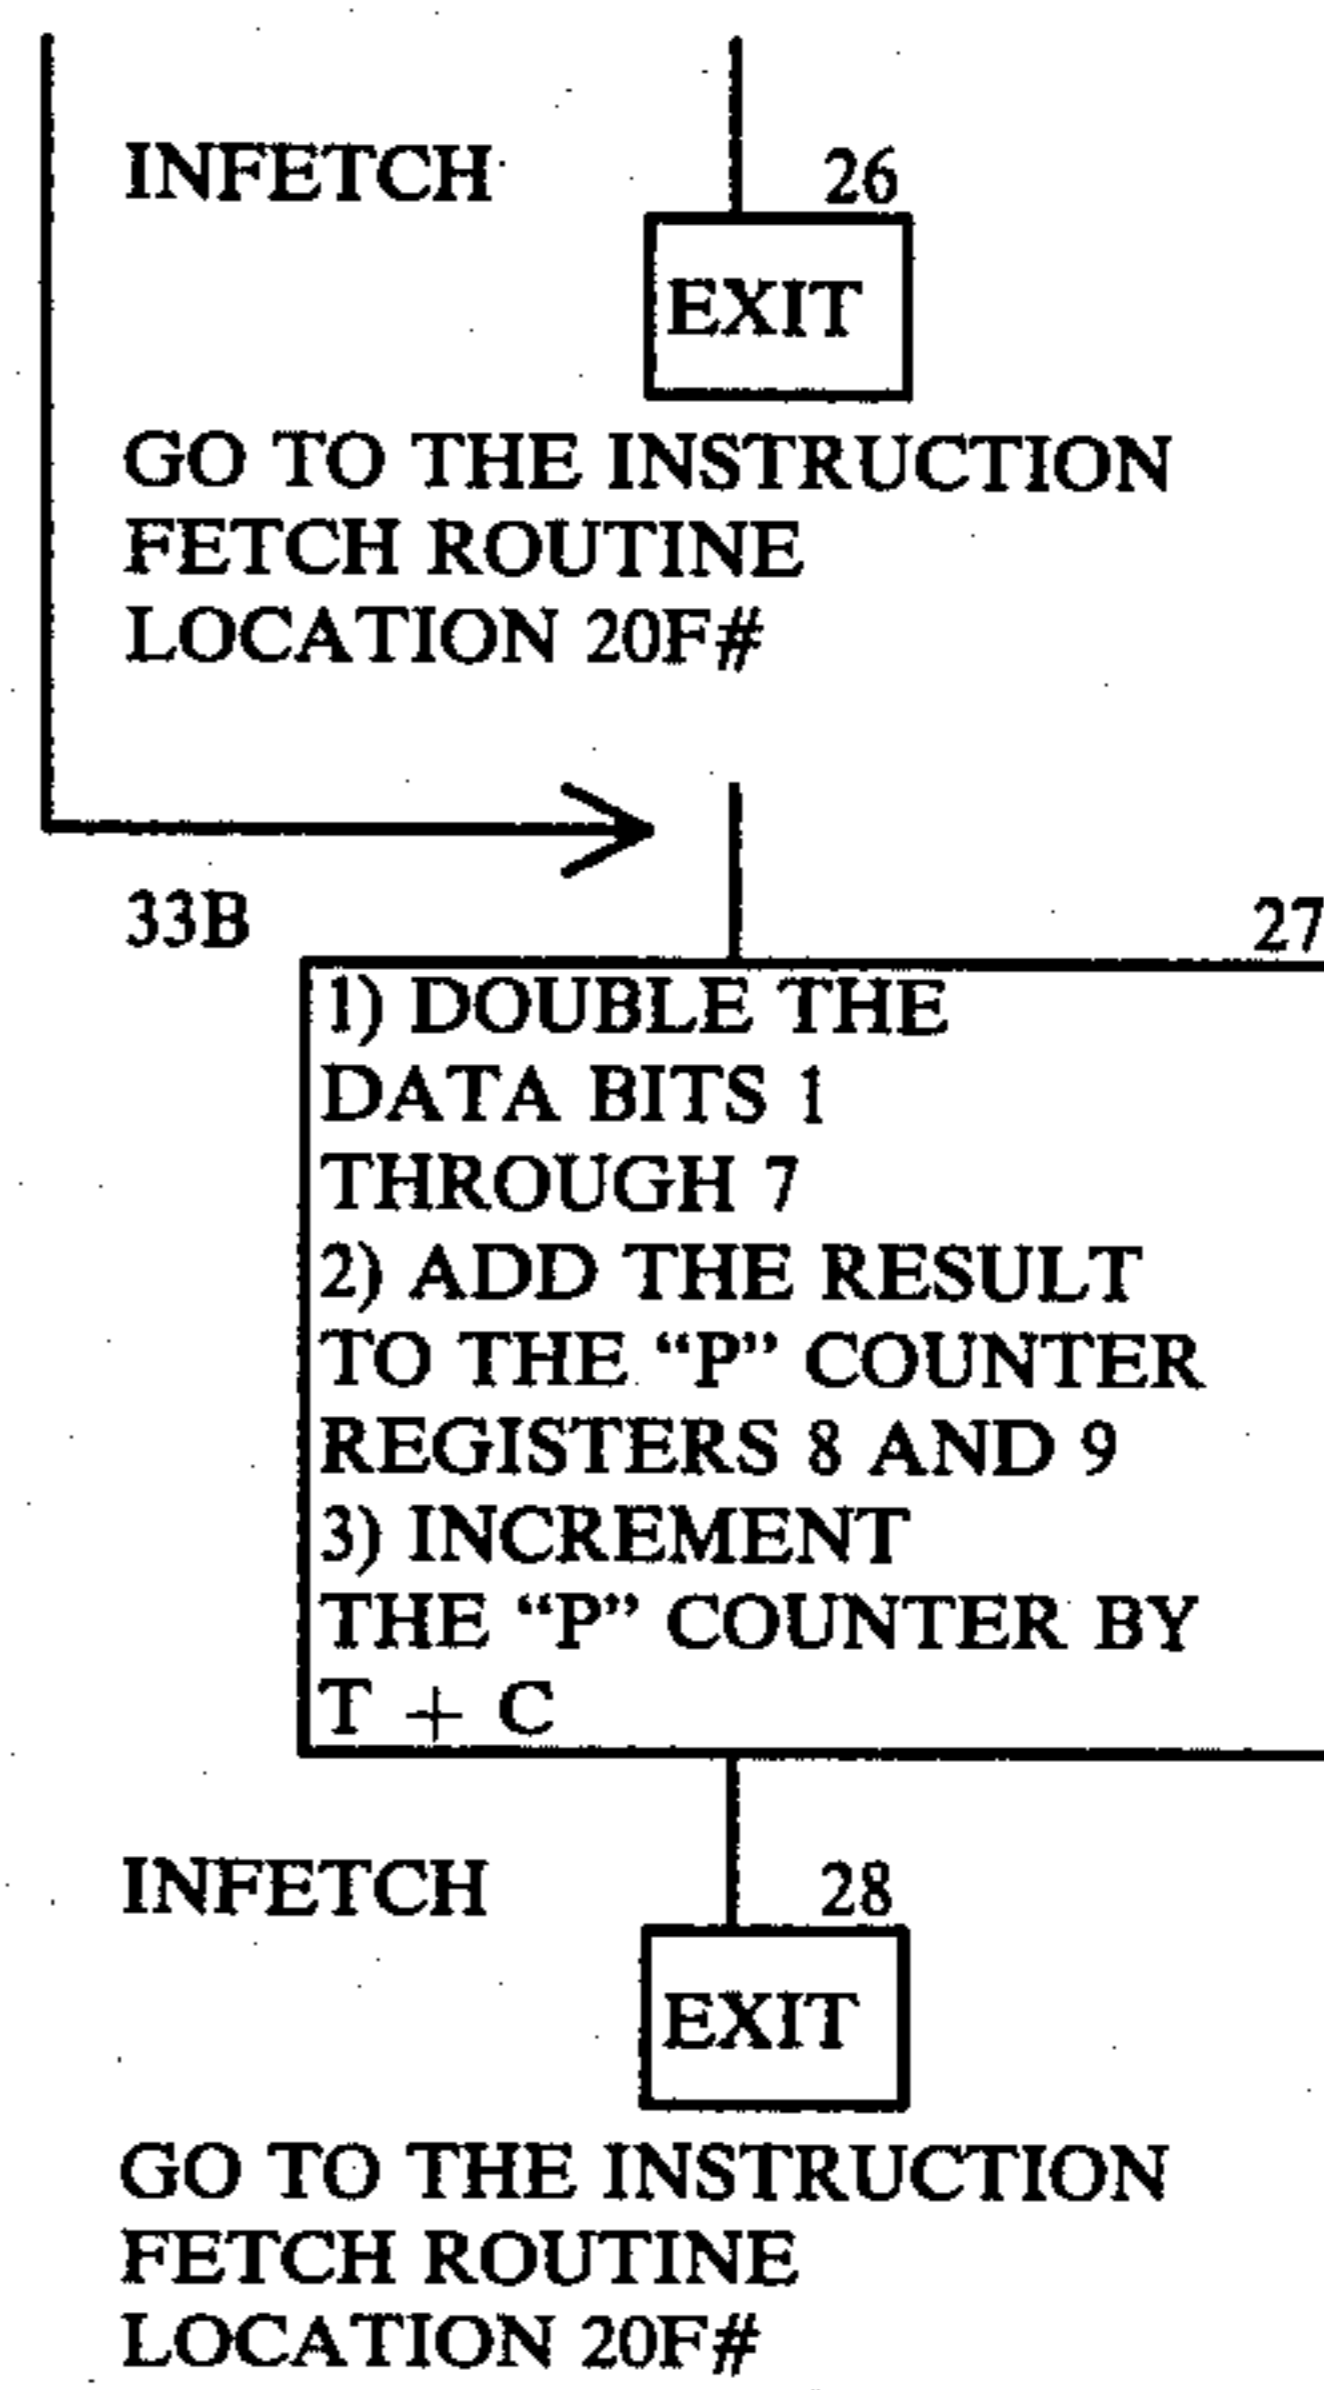 INFETCH
26
EXIT
GO TO THE INSTRUCTION
FETCH ROUTINE
LOCATION 20F#
33B
27
1) DOUBLE THE
DATA BITS 1
THROUGH 7
2) ADD THE RESULT
TO THE “P” COUNTER
REGISTERS 8 AND 9
3) INCREMENT
THE “P” COUNTER BY
T + C
INFETCH
28
EXIT
GO TO THE INSTRUCTION
FETCH ROUTINE
LOCATION 20F#